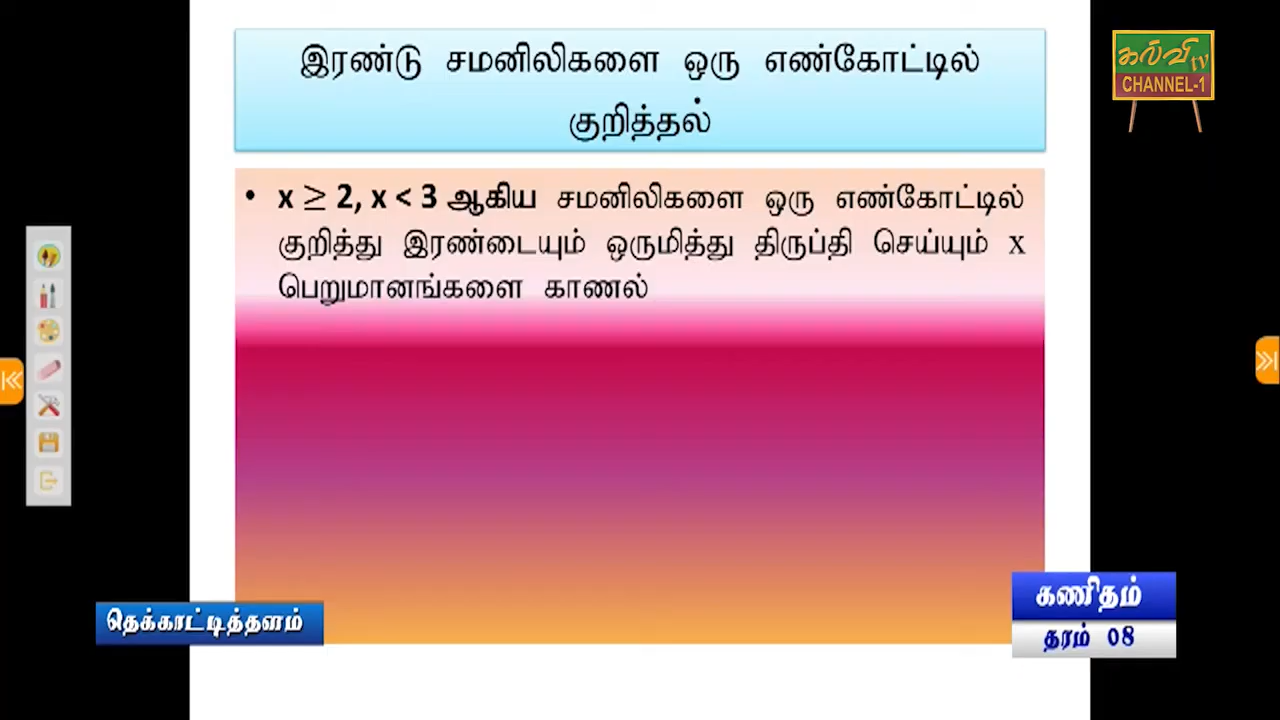 இரண்டு சமனிலிகளை ஒரு எண்கோட்டில்
குறித்தல்
கல்வி TV
CHANNEL-1
• x ≥ 2, x < 3 ஆகிய சமனிலிகளை ஒரு எண்கோட்டில்
குறித்து இரண்டையும் ஒருமித்து திருப்தி செய்யும் x
பெறுமானங்களை காணல்
தெக்காட்டித்தளம்
கணிதம்
தரம் 08